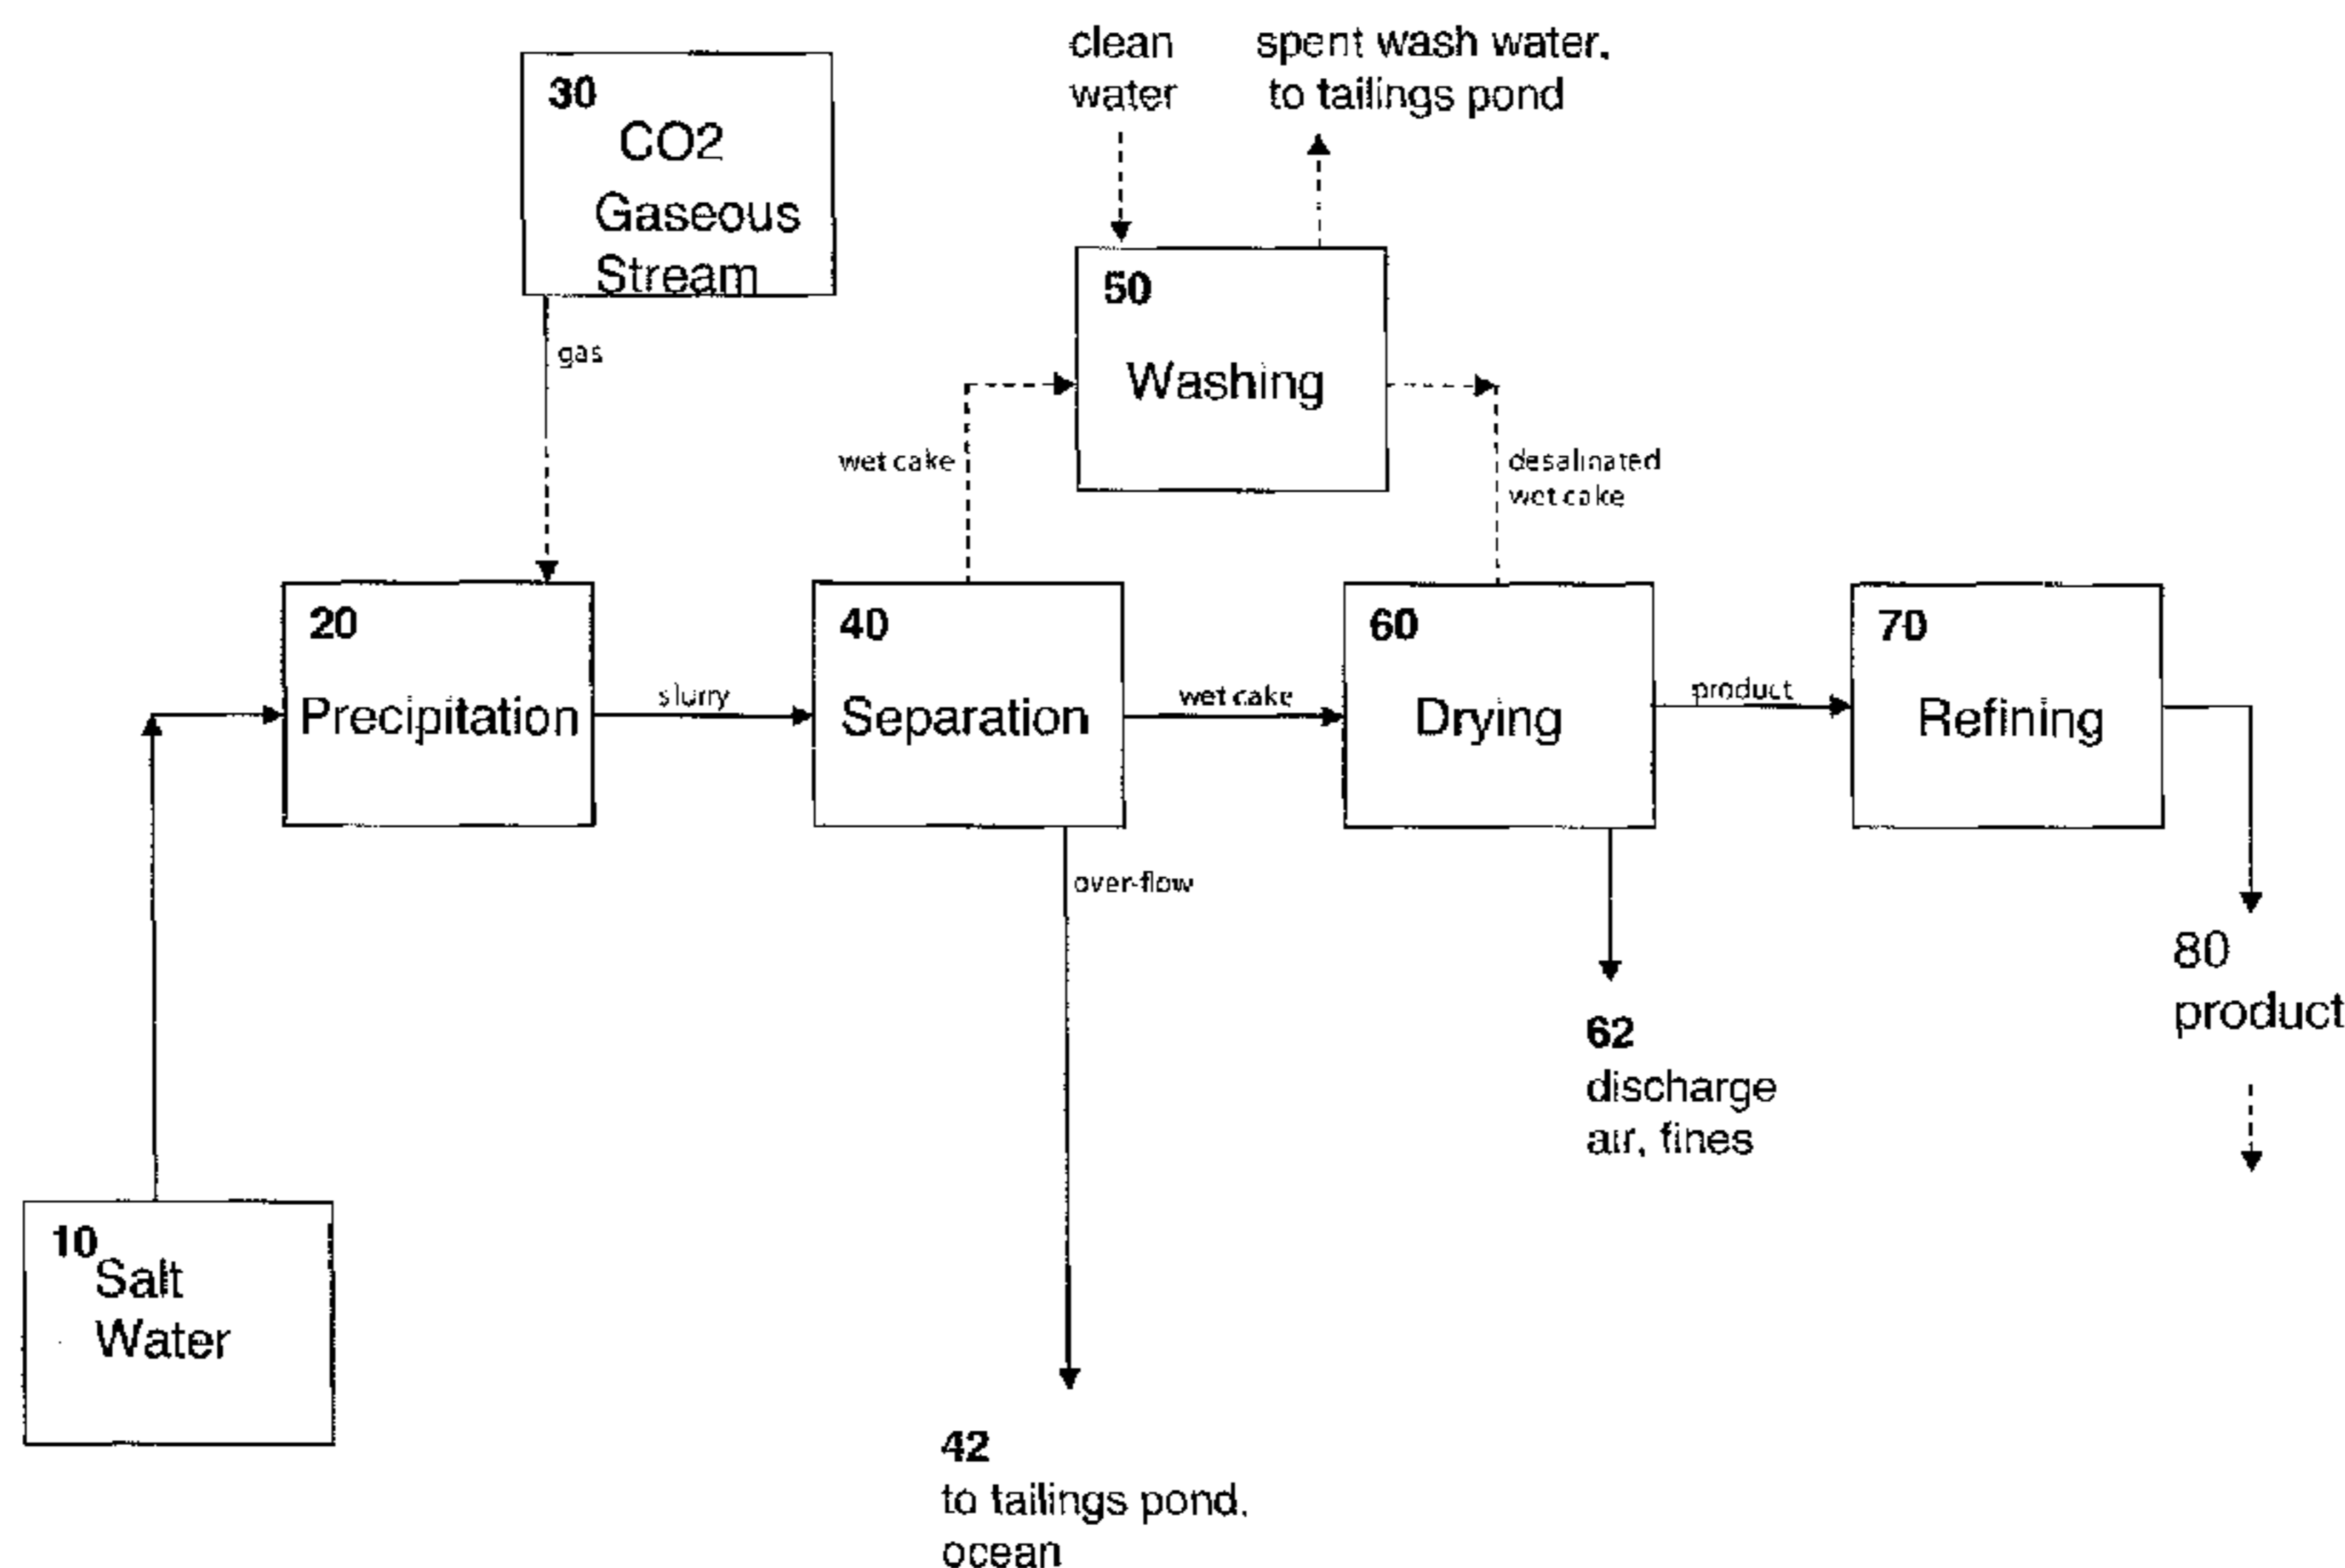 clean
water
spent wash water,
to tailings pond
30
CO2
Gaseous
Stream
50
Washing
gas
wet cake
desalinated
wet cake
20
Precipitation
slurry
40
Separation
wet cake
60
Drying
product
70
Refining
over-flow
80
product
62
discharge
air, fines
10
Salt
Water
42
to tailings pond,
ocean